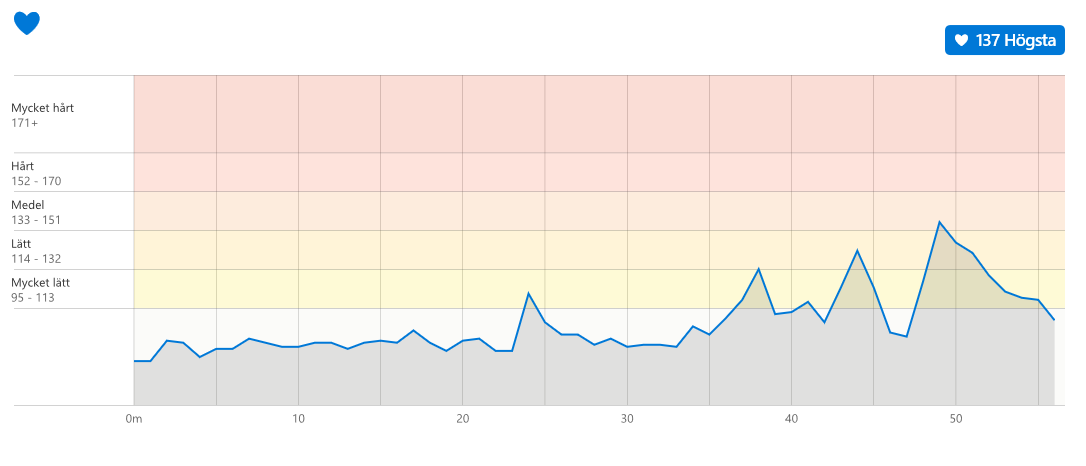 137 Högsta
Mycket hårt
171+
Hårt
152 - 170
Medel
133 - 151
Lätt
114 - 132
Mycket lätt
95 - 113
0m 10 20 30 40 50